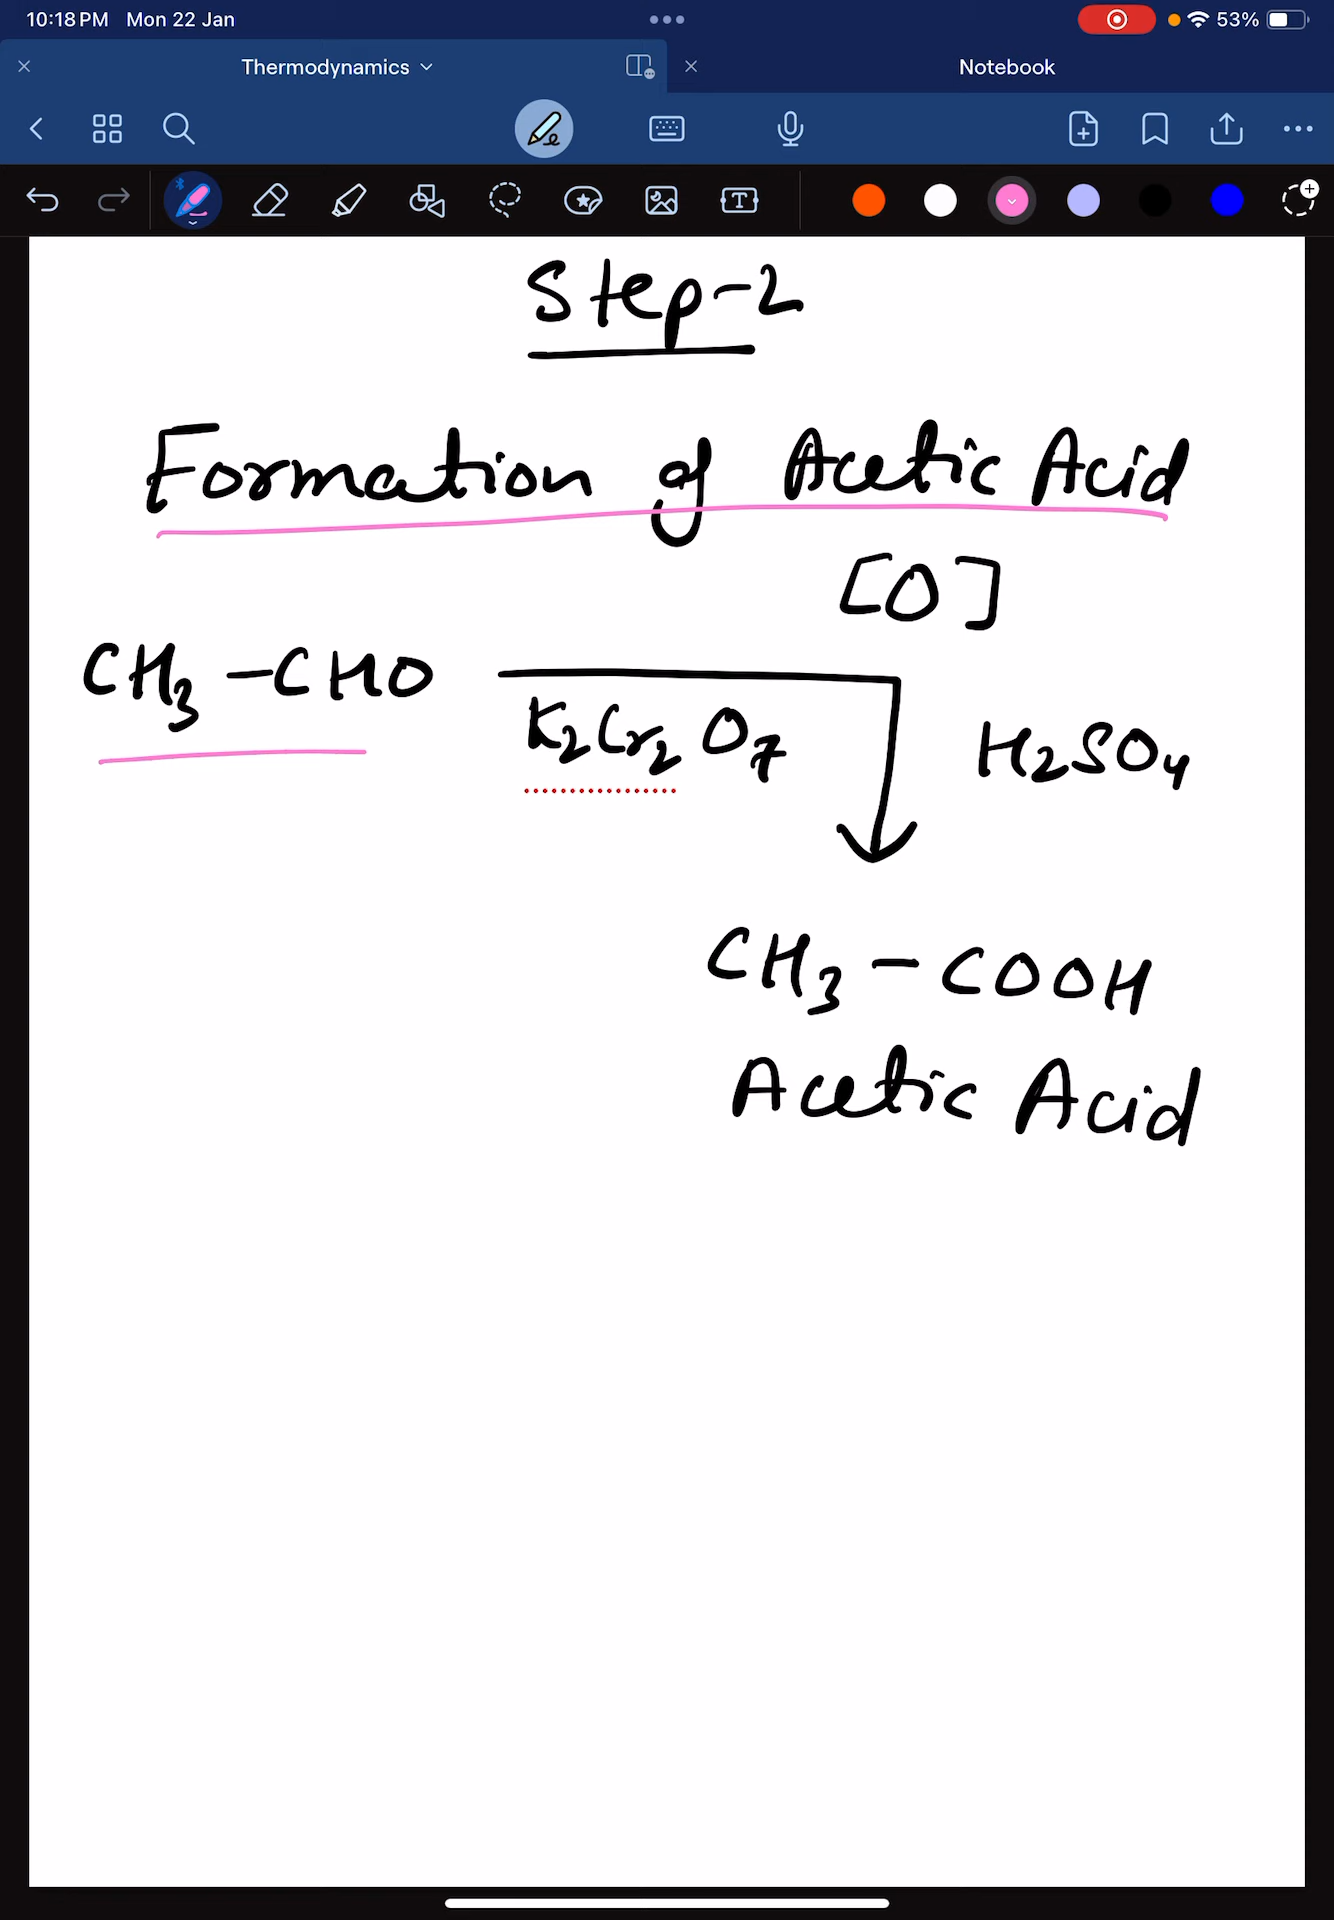 10:18 PM Mon 22 Jan 53%
Thermodynamics Notebook
Step-2
Formation of Acetic Acid
[O]
CH3-CHO
K2Cr2O7 H2SO4
CH3-COOH
Acetic Acid